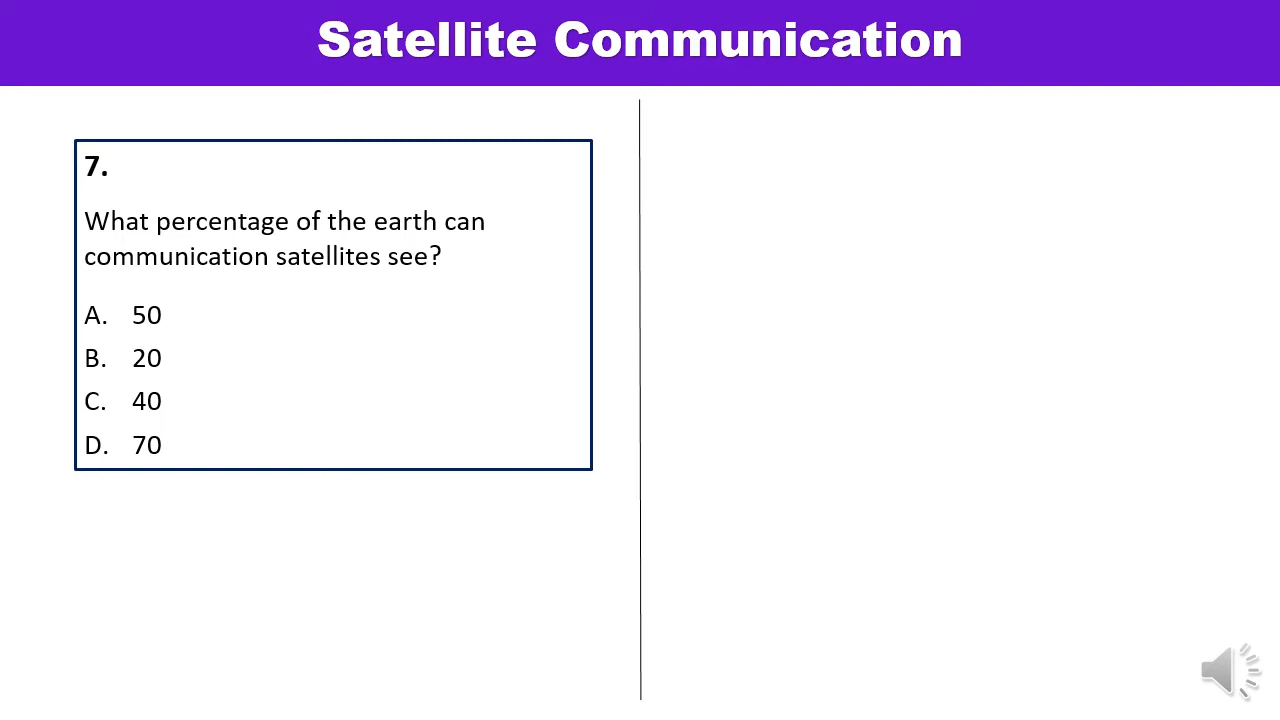 Satellite Communication
7.
What percentage of the earth can
communication satellites see?
A. 50
B. 20
C. 40
D. 70